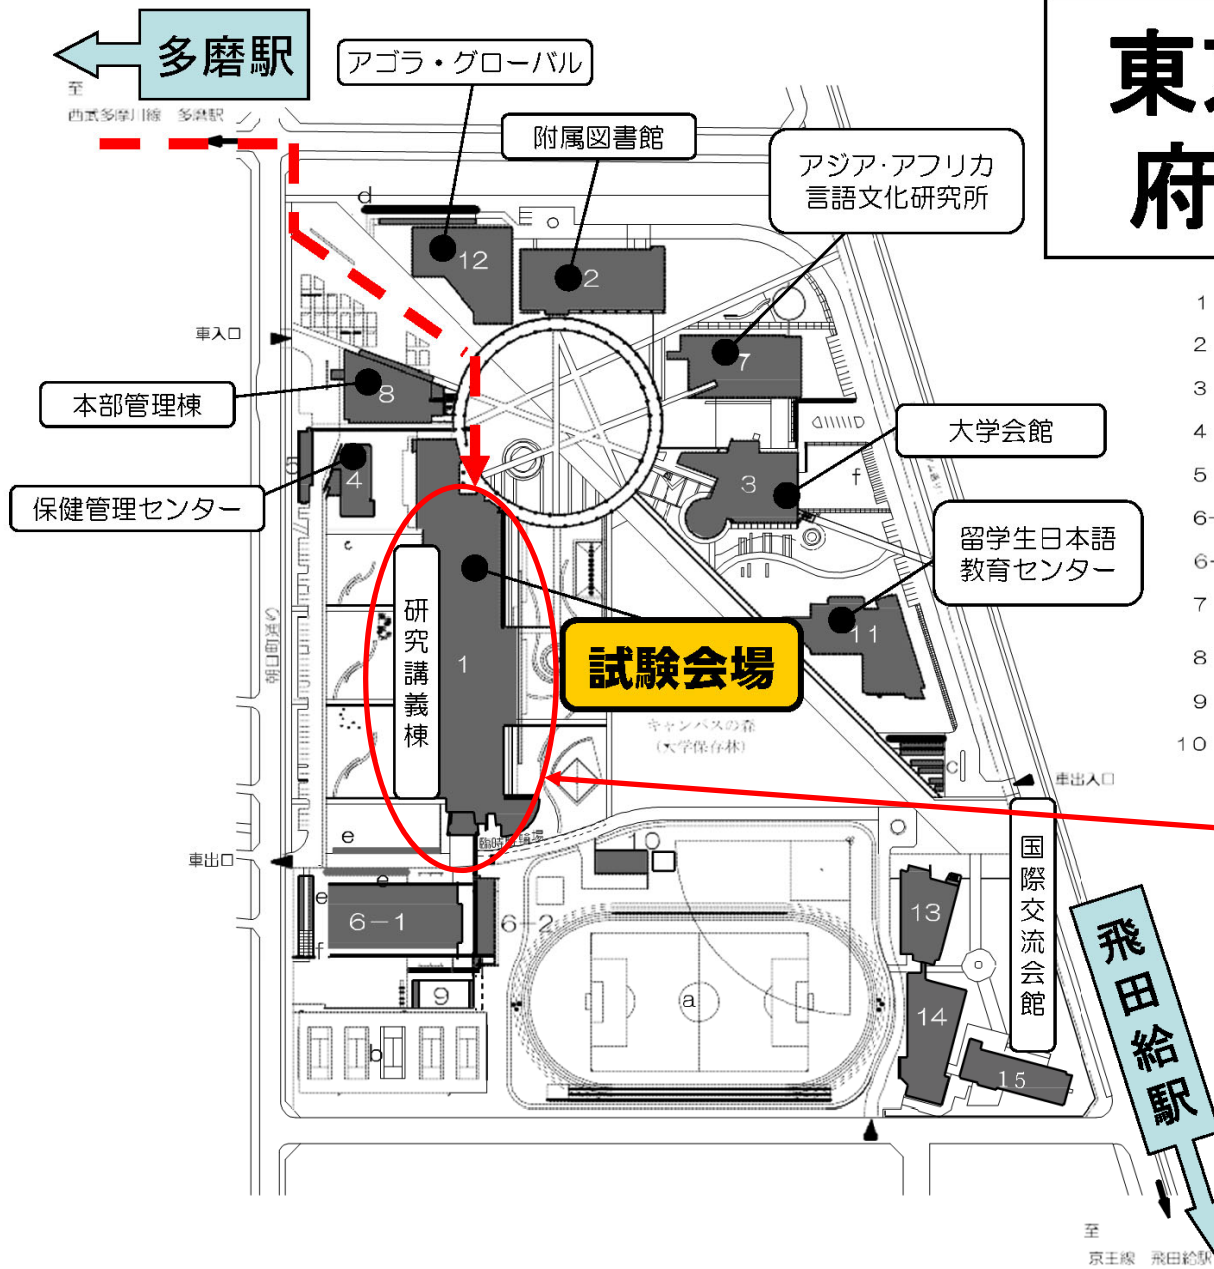 多磨駅
至
西武多摩川線 多磨駅
アゴラ・グローバル
附属図書館
アジア・アフリカ
言語文化研究所
東
府
d
12
2
7
車入口
8
本部管理棟
大学会館
4
3
f
保健管理センター
c
留学生日本語
教育センター
11
研究講義棟
1
試験会場
キャンパスの森
(大学保存林)
c
車出入口
e
臨時駐輪場
車出口
e
e
6-1
6-2
f
9
b
a
国際交流会館
13
14
15
飛田給駅
至
京王線 飛田給駅
1
2
3
4
5
6-
6-
7
8
9
10